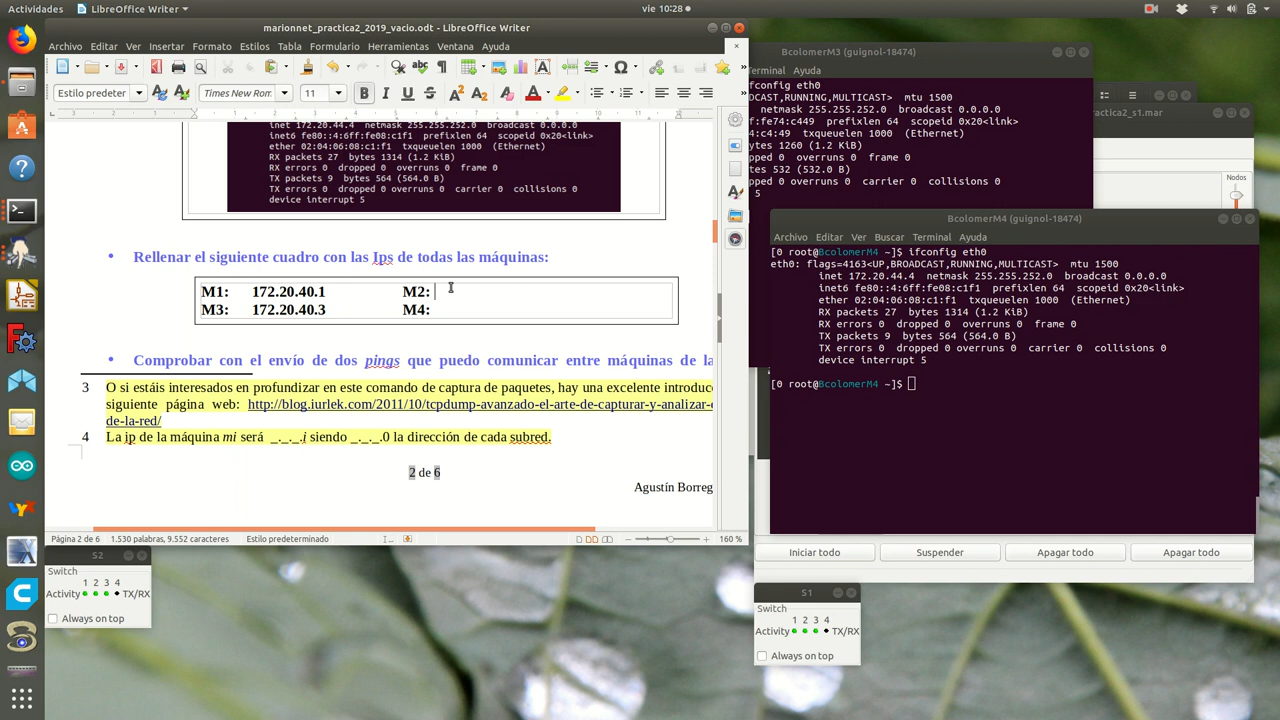 Actividades
LibreOffice Writer
vie 10:28
marionnet_practica2_2019_vacio.odt - LibreOffice Writer
Archivo Editar Ver Insertar Formato Estilos Tabla Formulario Herramientas Ventana Ayuda
Estilo predeter
Times New Rom
11
inet 172.20.44.4 netmask 255.255.252.0 broadcast 0.0.0.0
inet6 fe80::4:6ff:fe08:c1f1 prefixlen 64 scopeid 0x20<link>
ether 02:04:06:08:c1:f1 txqueuelen 1000 (Ethernet)
RX packets 27 bytes 1314 (1.2 KiB)
RX errors 0 dropped 0 overruns 0 frame 0
TX packets 9 bytes 564 (564.0 B)
TX errors 0 dropped 0 overruns 0 carrier 0 collisions 0
device interrupt 5
• Rellenar el siguiente cuadro con las Ips de todas las máquinas:
M1: 172.20.40.1 M2:
M3: 172.20.40.3 M4:
• Comprobar con el envío de dos pings que puedo comunicar entre máquinas de la
3 O si estáis interesados en profundizar en este comando de captura de paquetes, hay una excelente introducc
siguiente página web: http://blog.iurlek.com/2011/10/tcpdump-avanzado-el-arte-de-capturar-y-analizar-
de-la-red/
4 La ip de la máquina mi será _._._.i siendo _._._.0 la dirección de cada subred.
2 de 6
Agustín Borreg
Página 2 de 6
1.530 palabras, 9.552 caracteres
Estilo predeterminado
160 %
BcolomerM3 (guignol-18474)
Terminal Ayuda
ifconfig eth0
DCAST,RUNNING,MULTICAST> mtu 1500
netmask 255.255.252.0 broadcast 0.0.0.0
ff:fe74:c449 prefixlen 64 scopeid 0x20<link>
4:c4:49 txqueuelen 1000 (Ethernet)
bytes 1260 (1.2 KiB)
pped 0 overruns 0 frame 0
bytes 532 (532.0 B)
pped 0 overruns 0 carrier 0 collisions 0
5
ractica2_s1.mar
Nodos
BcolomerM4 (guignol-18474)
Archivo Editar Ver Buscar Terminal Ayuda
[0 root@BcolomerM4 ~]$ ifconfig eth0
eth0: flags=4163<UP,BROADCAST,RUNNING,MULTICAST> mtu 1500
inet 172.20.44.4 netmask 255.255.252.0 broadcast 0.0.0.0
inet6 fe80::4:6ff:fe08:c1f1 prefixlen 64 scopeid 0x20<link>
ether 02:04:06:08:c1:f1 txqueuelen 1000 (Ethernet)
RX packets 27 bytes 1314 (1.2 KiB)
RX errors 0 dropped 0 overruns 0 frame 0
TX packets 9 bytes 564 (564.0 B)
TX errors 0 dropped 0 overruns 0 carrier 0 collisions 0
device interrupt 5
[0 root@BcolomerM4 ~]$
Iniciar todo Suspender Apagar todo Apagar todo
S2
Switch
1 2 3 4
Activity TX/RX
Always on top
S1
Switch
1 2 3 4
Activity TX/RX
Always on top